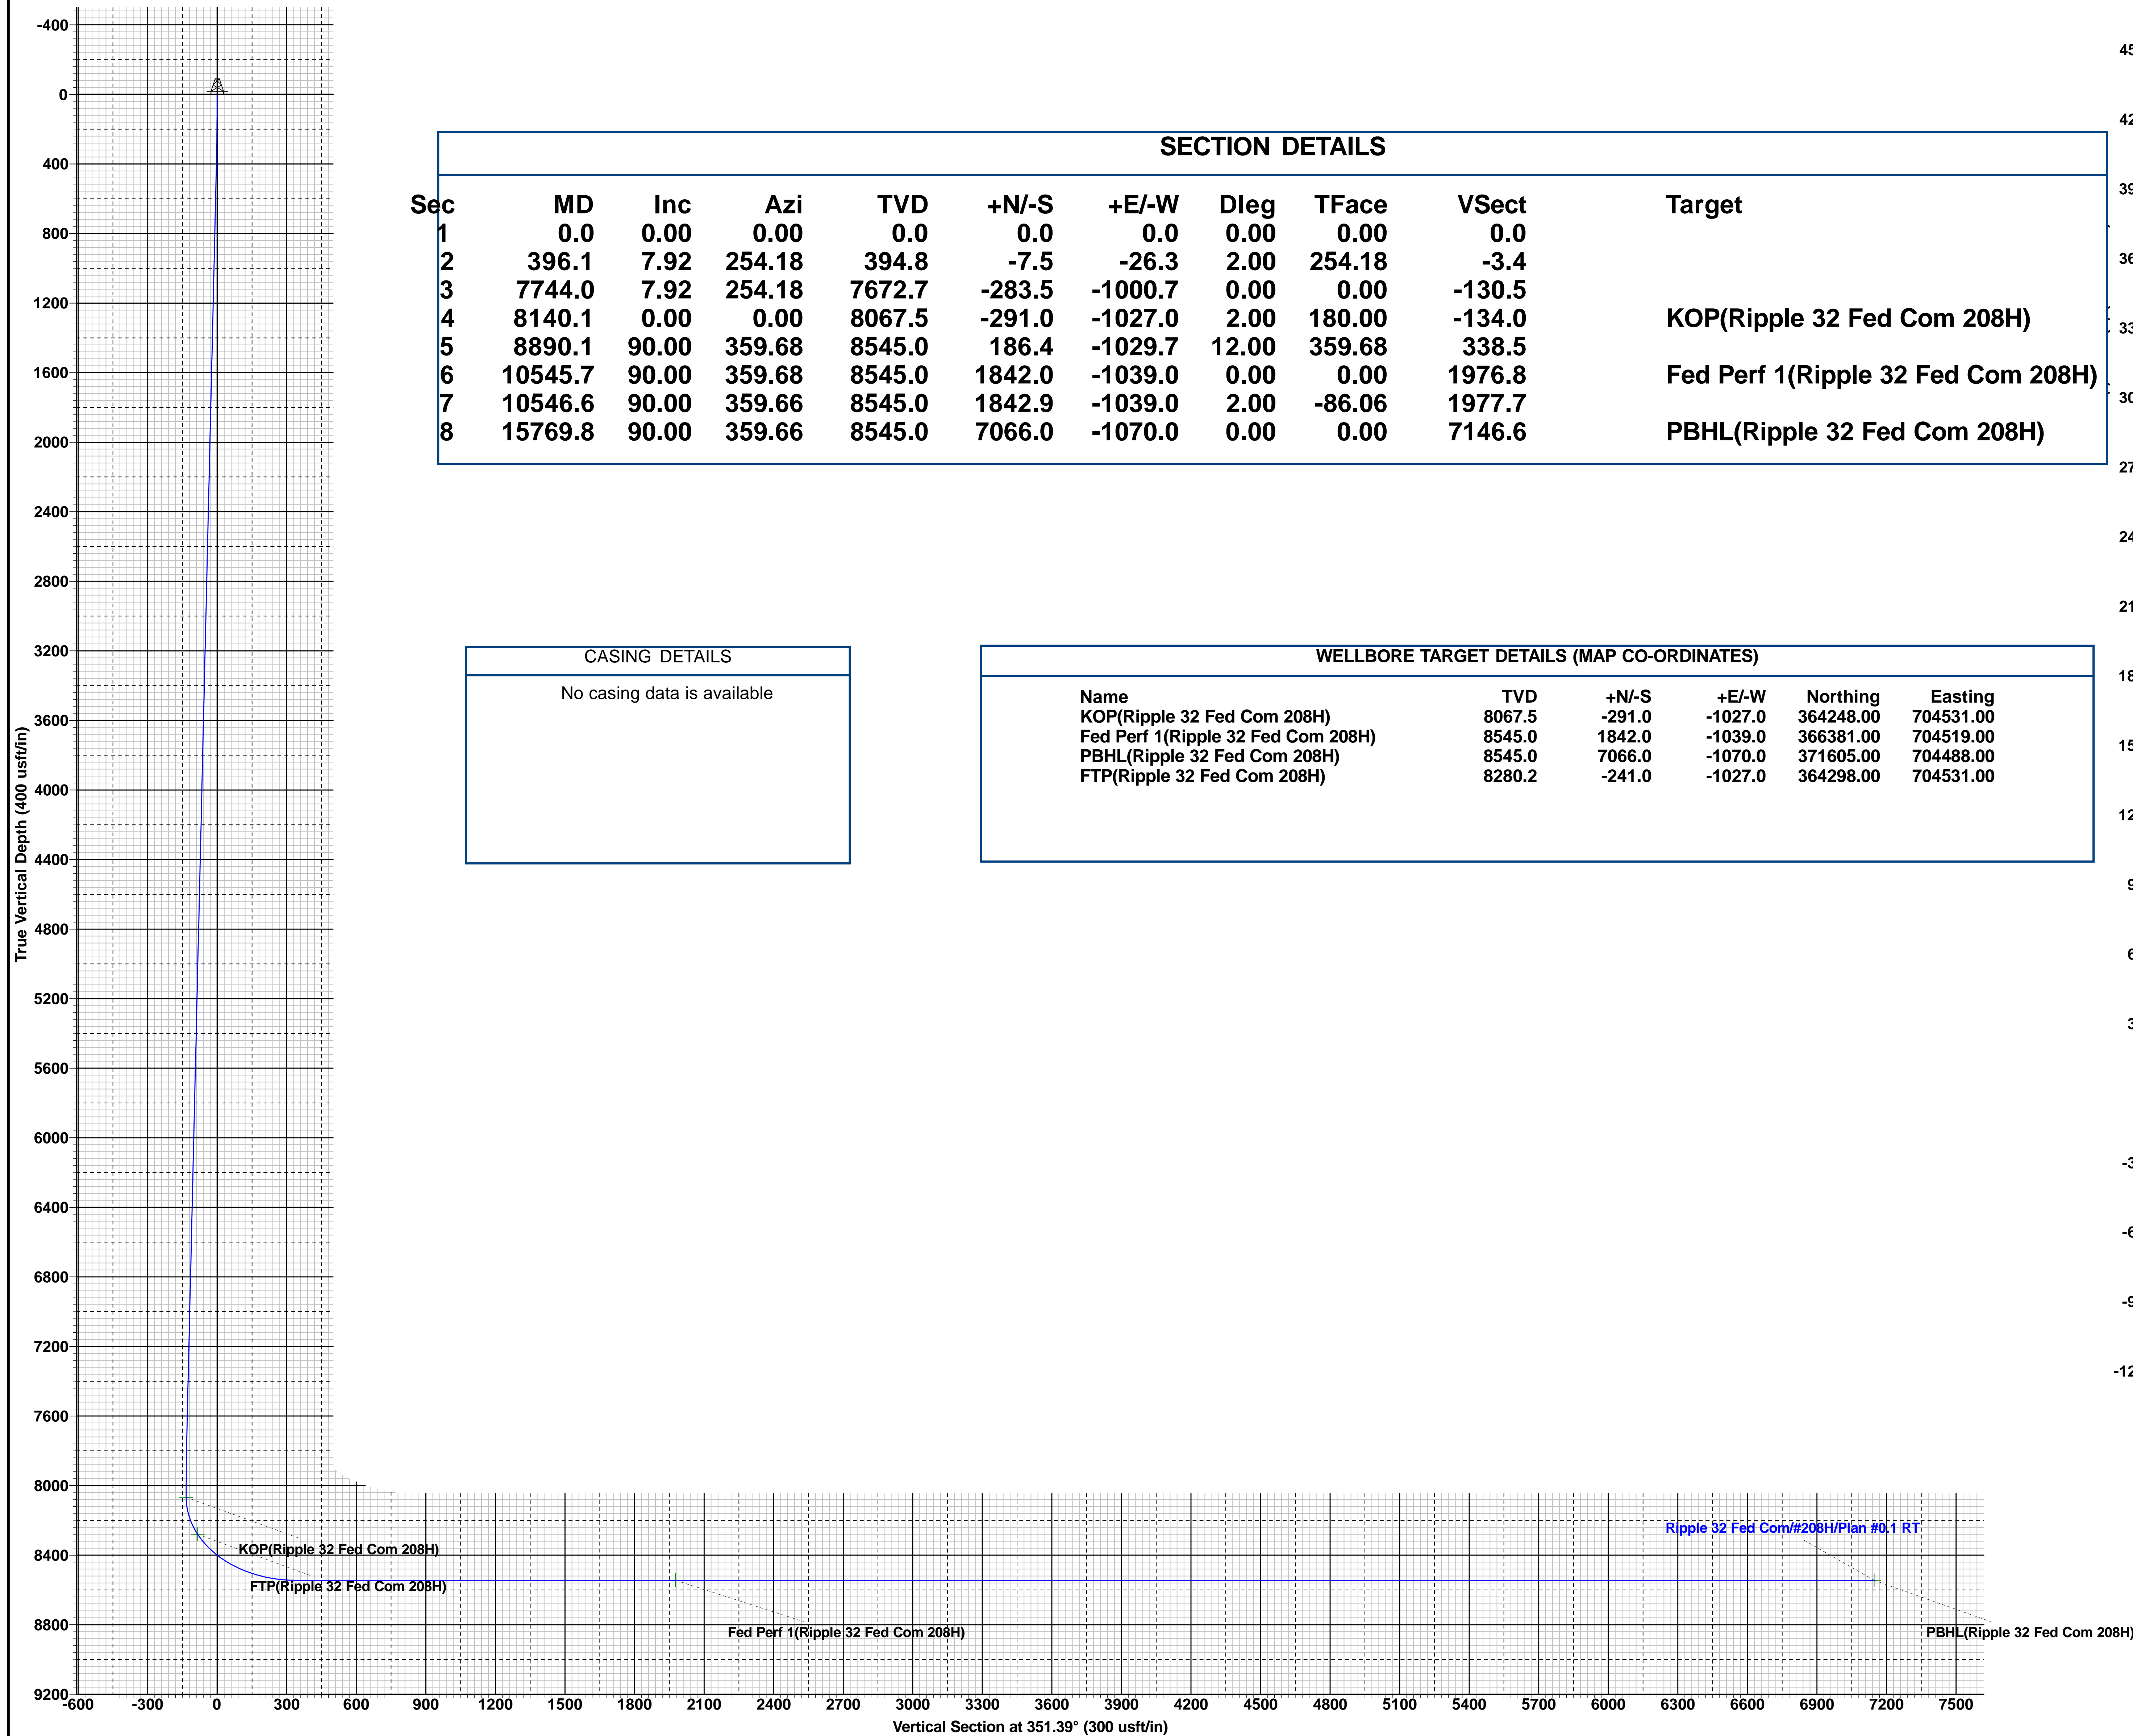 SECTION DETAILS
Sec MD Inc Azi TVD +N/-S +E/-W Dleg TFace VSect Target
1 0.0 0.00 0.00 0.0 0.0 0.0 0.00 0.00 0.0
2 396.1 7.92 254.18 394.8 -7.5 -26.3 2.00 254.18 -3.4
3 7744.0 7.92 254.18 7672.7 -283.5 -1000.7 0.00 0.00 -130.5
4 8140.1 0.00 0.00 8067.5 -291.0 -1027.0 2.00 180.00 -134.0 KOP(Ripple 32 Fed Com 208H)
5 8890.1 90.00 359.68 8545.0 186.4 -1029.7 12.00 359.68 338.5
6 10545.7 90.00 359.68 8545.0 1842.0 -1039.0 0.00 0.00 1976.8 Fed Perf 1(Ripple 32 Fed Com 208H)
7 10546.6 90.00 359.66 8545.0 1842.9 -1039.0 2.00 -86.06 1977.7
8 15769.8 90.00 359.66 8545.0 7066.0 -1070.0 0.00 0.00 7146.6 PBHL(Ripple 32 Fed Com 208H)
CASING DETAILS
No casing data is available
WELLBORE TARGET DETAILS (MAP CO-ORDINATES)
Name TVD +N/-S +E/-W Northing Easting
KOP(Ripple 32 Fed Com 208H) 8067.5 -291.0 -1027.0 364248.00 704531.00
Fed Perf 1(Ripple 32 Fed Com 208H) 8545.0 1842.0 -1039.0 366381.00 704519.00
PBHL(Ripple 32 Fed Com 208H) 8545.0 7066.0 -1070.0 371605.00 704488.00
FTP(Ripple 32 Fed Com 208H) 8280.2 -241.0 -1027.0 364298.00 704531.00
True Vertical Depth (400 usft/in)
-400
0
400
800
1200
1600
2000
2400
2800
3200
3600
4000
4400
4800
5200
5600
6000
6400
6800
7200
7600
8000
8400
8800
9200
Ripple 32 Fed Com/#208H/Plan #0.1 RT
KOP(Ripple 32 Fed Com 208H)
FTP(Ripple 32 Fed Com 208H)
Fed Perf 1(Ripple 32 Fed Com 208H)
PBHL(Ripple 32 Fed Com 208H)
-600 -300 0 300 600 900 1200 1500 1800 2100 2400 2700 3000 3300 3600 3900 4200 4500 4800 5100 5400 5700 6000 6300 6600 6900 7200 7500
Vertical Section at 351.39° (300 usft/in)